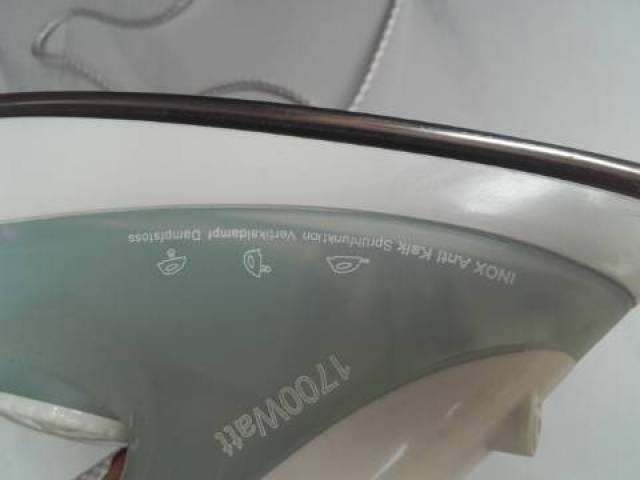 INOX Anti Kalk Sprühfunktion Vertikaldampf Dampfstoss
1700Watt